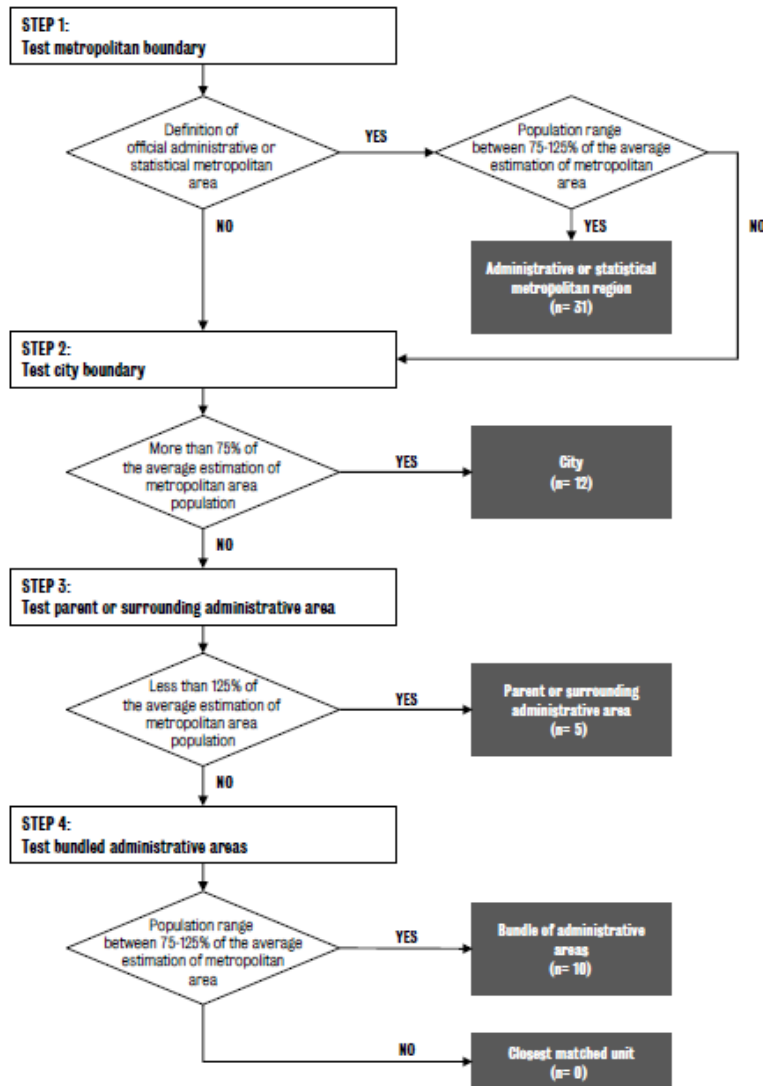 STEP 1:
Test metropolitan boundary
Definition of
official administrative or
statistical metropolitan
area
YES
Population range
between 75-125% of the average
estimation of metropolitan
area
NO
YES
NO
Administrative or statistical
metropolitan region
(n= 31)
STEP 2:
Test city boundary
More than 75% of
the average estimation of
metropolitan area
population
YES
City
(n= 12)
NO
STEP 3:
Test parent or surrounding administrative area
Less than 125% of
the average estimation of
metropolitan area
population
YES
Parent or surrounding
administrative area
(n= 5)
NO
STEP 4:
Test bundled administrative areas
Population range
between 75-125% of the average
estimation of metropolitan
area
YES
Bundle of administrative
areas
(n= 10)
NO
Closest matched unit
(n= 0)